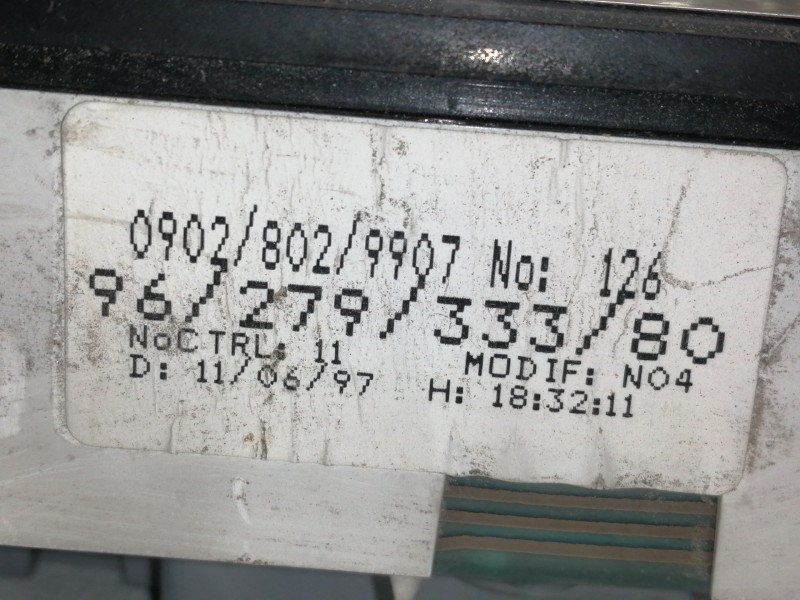 0902/802/9907 No: 126
96/279/333/80
NoCTRL: 11 MODIF: N04
D: 11/06/97 H: 18:32:11